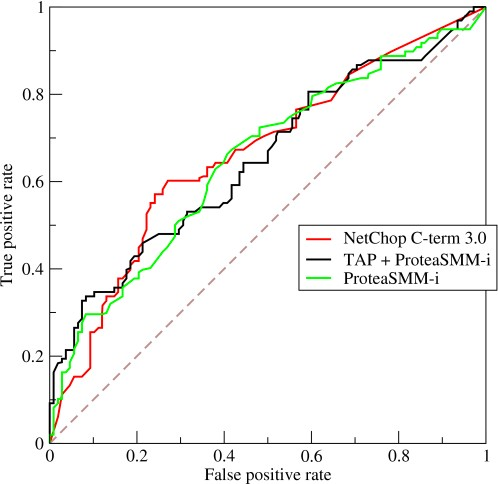 1
0.8
0.6
0.4
0.2
0
True positive rate
NetChop C-term 3.0
TAP + ProteaSMM-i
ProteaSMM-i
0 0.2 0.4 0.6 0.8 1
False positive rate